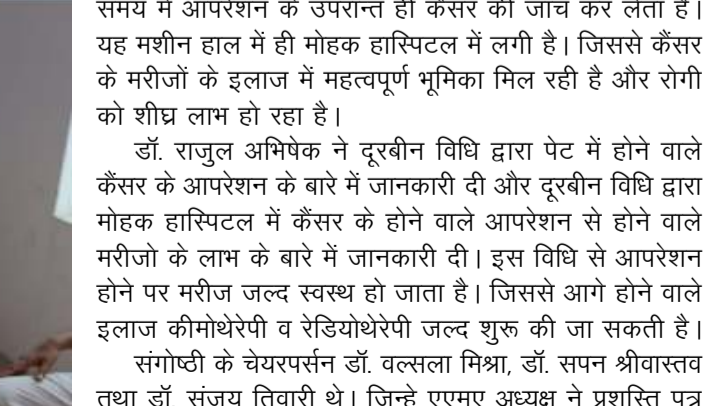 समय में आपरेशन के उपरान्त ही कैंसर की जांच कर लेता है।
यह मशीन हाल में ही मोहक हास्पिटल में लगी है। जिससे कैंसर
के मरीजों के इलाज में महत्वपूर्ण भूमिका मिल रही है और रोगी
को शीघ्र लाभ हो रहा है।
डॉ. राजुल अभिषेक ने दूरबीन विधि द्वारा पेट में होने वाले
कैंसर के आपरेशन के बारे में जानकारी दी और दूरबीन विधि द्वारा
मोहक हास्पिटल में कैंसर के होने वाले आपरेशन से होने वाले
मरीजो के लाभ के बारे में जानकारी दी। इस विधि से आपरेशन
होने पर मरीज जल्द स्वस्थ हो जाता है। जिससे आगे होने वाले
इलाज कीमोथेरेपी व रेडियोथेरेपी जल्द शुरू की जा सकती है।
संगोष्ठी के चेयरपर्सन डॉ. वल्सला मिश्रा, डॉ. सपन श्रीवास्तव
तथा डॉ. संजय तिवारी थे। जिन्हे एएमए अध्यक्ष ने प्रशस्ति पत्र